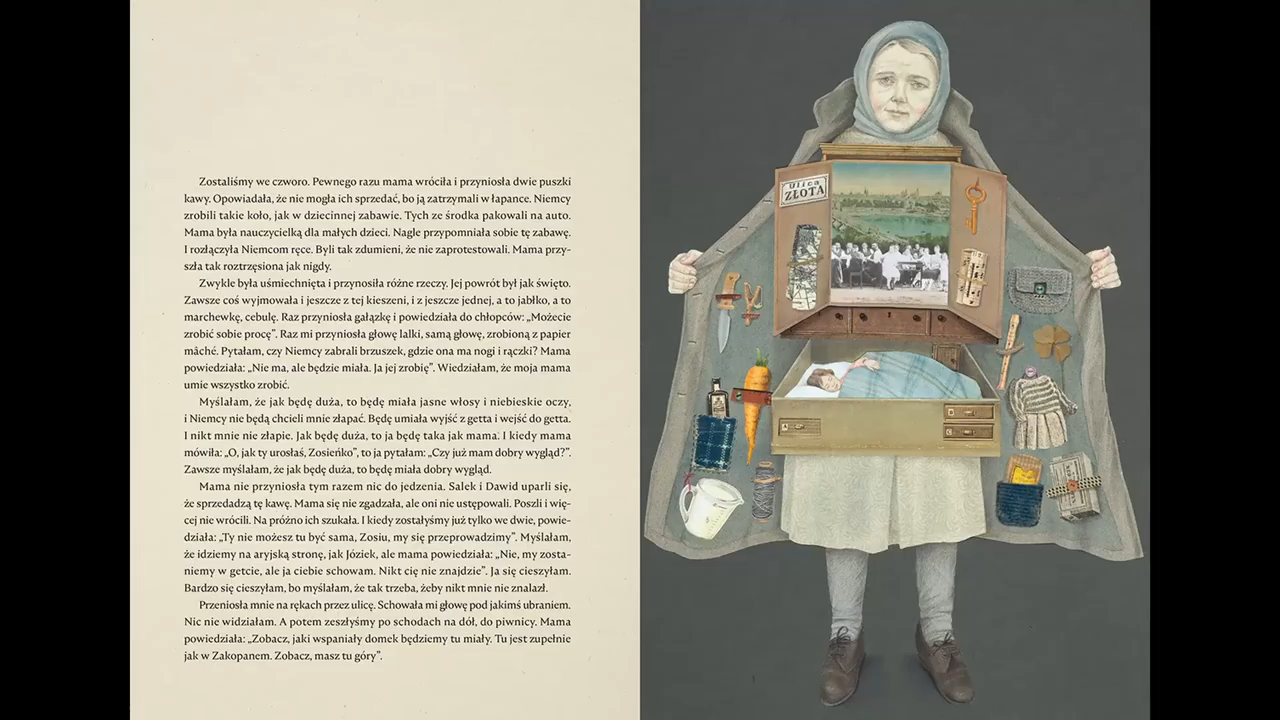 Zostaliśmy we czworo. Pewnego razu mama wróciła i przyniosła dwie puszki
kawy. Opowiadała, że nie mogła ich sprzedać, bo ją zatrzymali w łapance. Niemcy
zrobili takie koło, jak w dziecinnej zabawie. Tych ze środka pakowali na auto.
Mama była nauczycielką dla małych dzieci. Nagle przypomniała sobie tę zabawę.
I rozłączyła Niemcom ręce. Byli tak zdumieni, że nie zaprotestowali. Mama przy-
szła tak roztrzęsiona jak nigdy.
Zwykle była uśmiechnięta i przynosiła różne rzeczy. Jej powrót był jak święto.
Zawsze coś wyjmowała i jeszcze z tej kieszeni, i z jeszcze jednej, a to jabłko, a to
marchewkę, cebulę. Raz przyniosła gałązkę i powiedziała do chłopców: „Możecie
zrobić sobie procę”. Raz mi przyniosła głowę lalki, samą głowę, zrobioną z papier
mâché. Pytałam, czy Niemcy zabrali brzuszek, gdzie ona ma nogi i rączki? Mama
powiedziała: „Nie ma, ale będzie miała. Ja jej zrobię”. Wiedziałam, że moja mama
umie wszystko zrobić.
Myślałam, że jak będę duża, to będę miała jasne włosy i niebieskie oczy,
i Niemcy nie będą chcieli mnie złapać. Będę umiała wyjść z getta i wejść do getta.
I nikt mnie nie złapie. Jak będę duża, to ja będę taka jak mama. I kiedy mama
mówiła: „O, jak ty urosłaś, Zosieńko”, to ja pytałam: „Czy już mam dobry wygląd?”.
Zawsze myślałam, że jak będę duża, to będę miała dobry wygląd.
Mama nie przyniosła tym razem nic do jedzenia. Salek i Dawid uparli się,
że sprzedadzą tę kawę. Mama się nie zgadzała, ale oni nie ustępowali. Poszli i wię-
cej nie wrócili. Na próżno ich szukała. I kiedy zostałyśmy już tylko we dwie, powie-
działa: „Ty nie możesz tu być sama, Zosiu, my się przeprowadzimy”. Myślałam,
że idziemy na aryjską stronę, jak Józiek, ale mama powiedziała: „Nie, my zosta-
niemy w getcie, ale ja ciebie schowam. Nikt cię nie znajdzie”. Ja się cieszyłam.
Bardzo się cieszyłam, bo myślałam, że tak trzeba, żeby nikt mnie nie znalazł.
Przeniosła mnie na rękach przez ulicę. Schowała mi głowę pod jakimś ubraniem.
Nic nie widziałam. A potem zeszłyśmy po schodach na dół, do piwnicy. Mama
powiedziała: „Zobacz, jaki wspaniały domek będziemy tu miały. Tu jest zupełnie
jak w Zakopanem. Zobacz, masz tu góry”.
Ulica
ZŁOTA